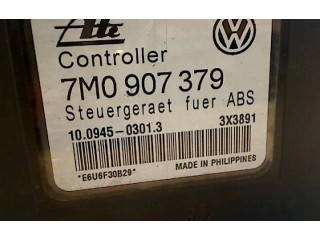 Ate
Controller
7M0 907 379
Steuergeraet fuer ABS
10.0945-0301.3 3X3891
*E6U6F30B29* MADE IN PHILIPPINES